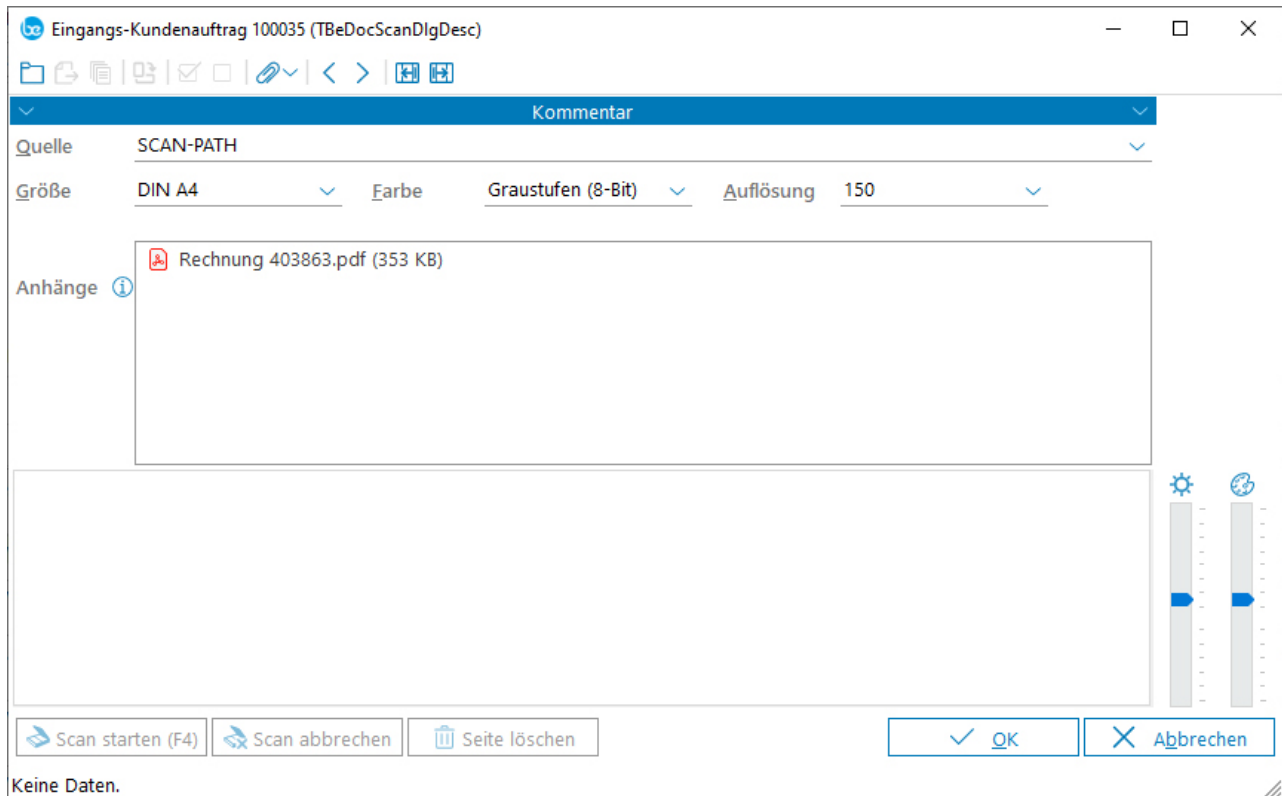 be Eingangs-Kundenauftrag 100035 (TBeDocScanDlgDesc)
Kommentar
Quelle SCAN-PATH
Größe DIN A4 Farbe Graustufen (8-Bit) Auflösung 150
Rechnung 403863.pdf (353 KB)
Anhänge
Scan starten (F4) Scan abbrechen Seite löschen OK Abbrechen
Keine Daten.